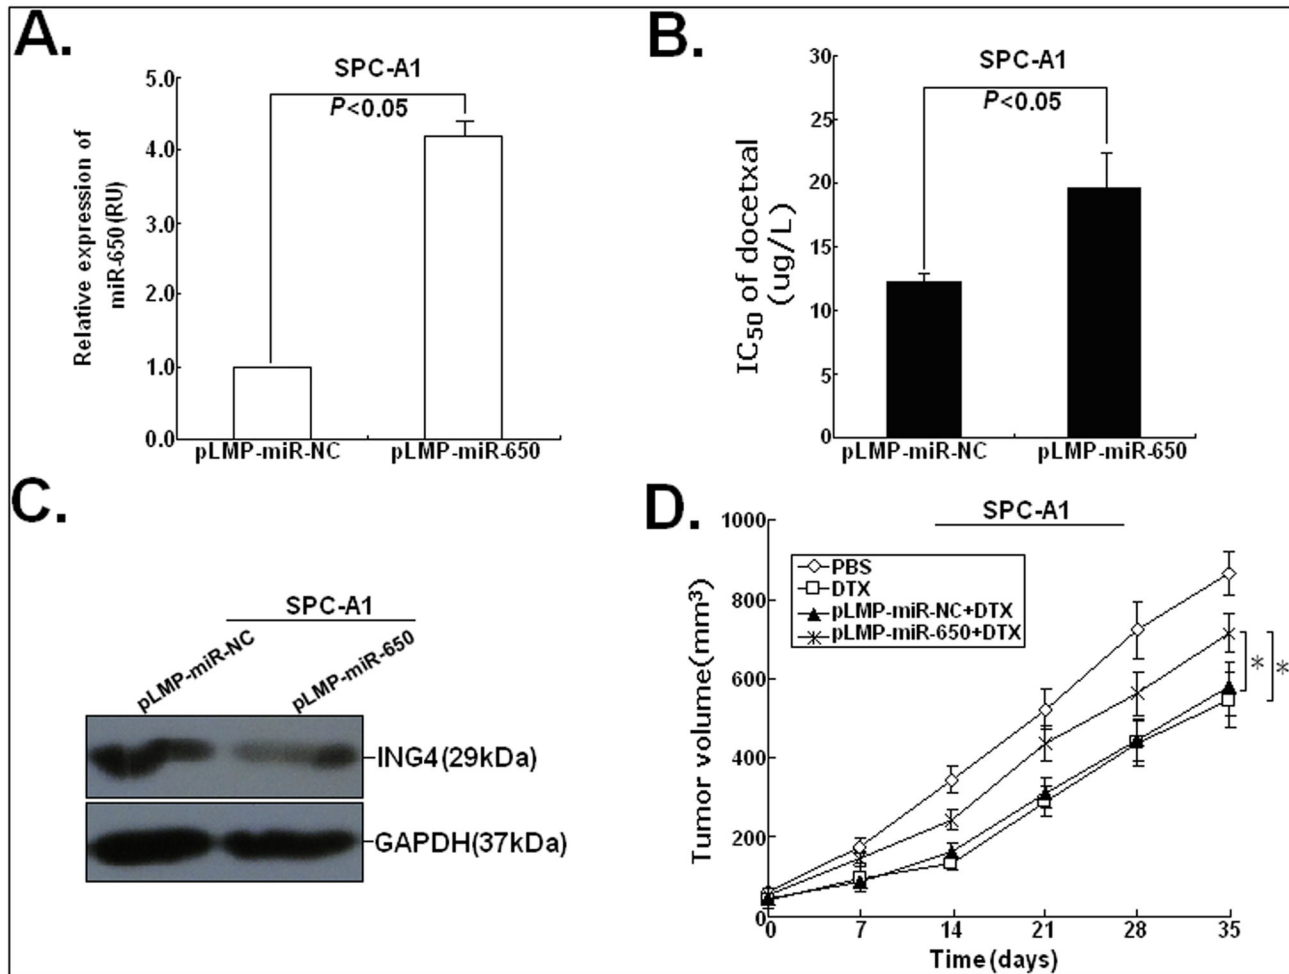 A.
SPC-A1
P<0.05
Relative expression of
miR-650(RU)
5.0
4.0
3.0
2.0
1.0
0.0
pLMP-miR-NC
pLMP-miR-650
B.
SPC-A1
P<0.05
IC50 of docetxal
(ug/L)
30
25
20
15
10
5
0
pLMP-miR-NC
pLMP-miR-650
C.
SPC-A1
pLMP-miR-NC
pLMP-miR-650
ING4(29kDa)
GAPDH(37kDa)
D.
SPC-A1
PBS
DTX
pLMP-miR-NC+DTX
pLMP-miR-650+DTX
Tumor volume(mm³)
1000
800
600
400
200
0
0 7 14 21 28 35
Time(days)
* *